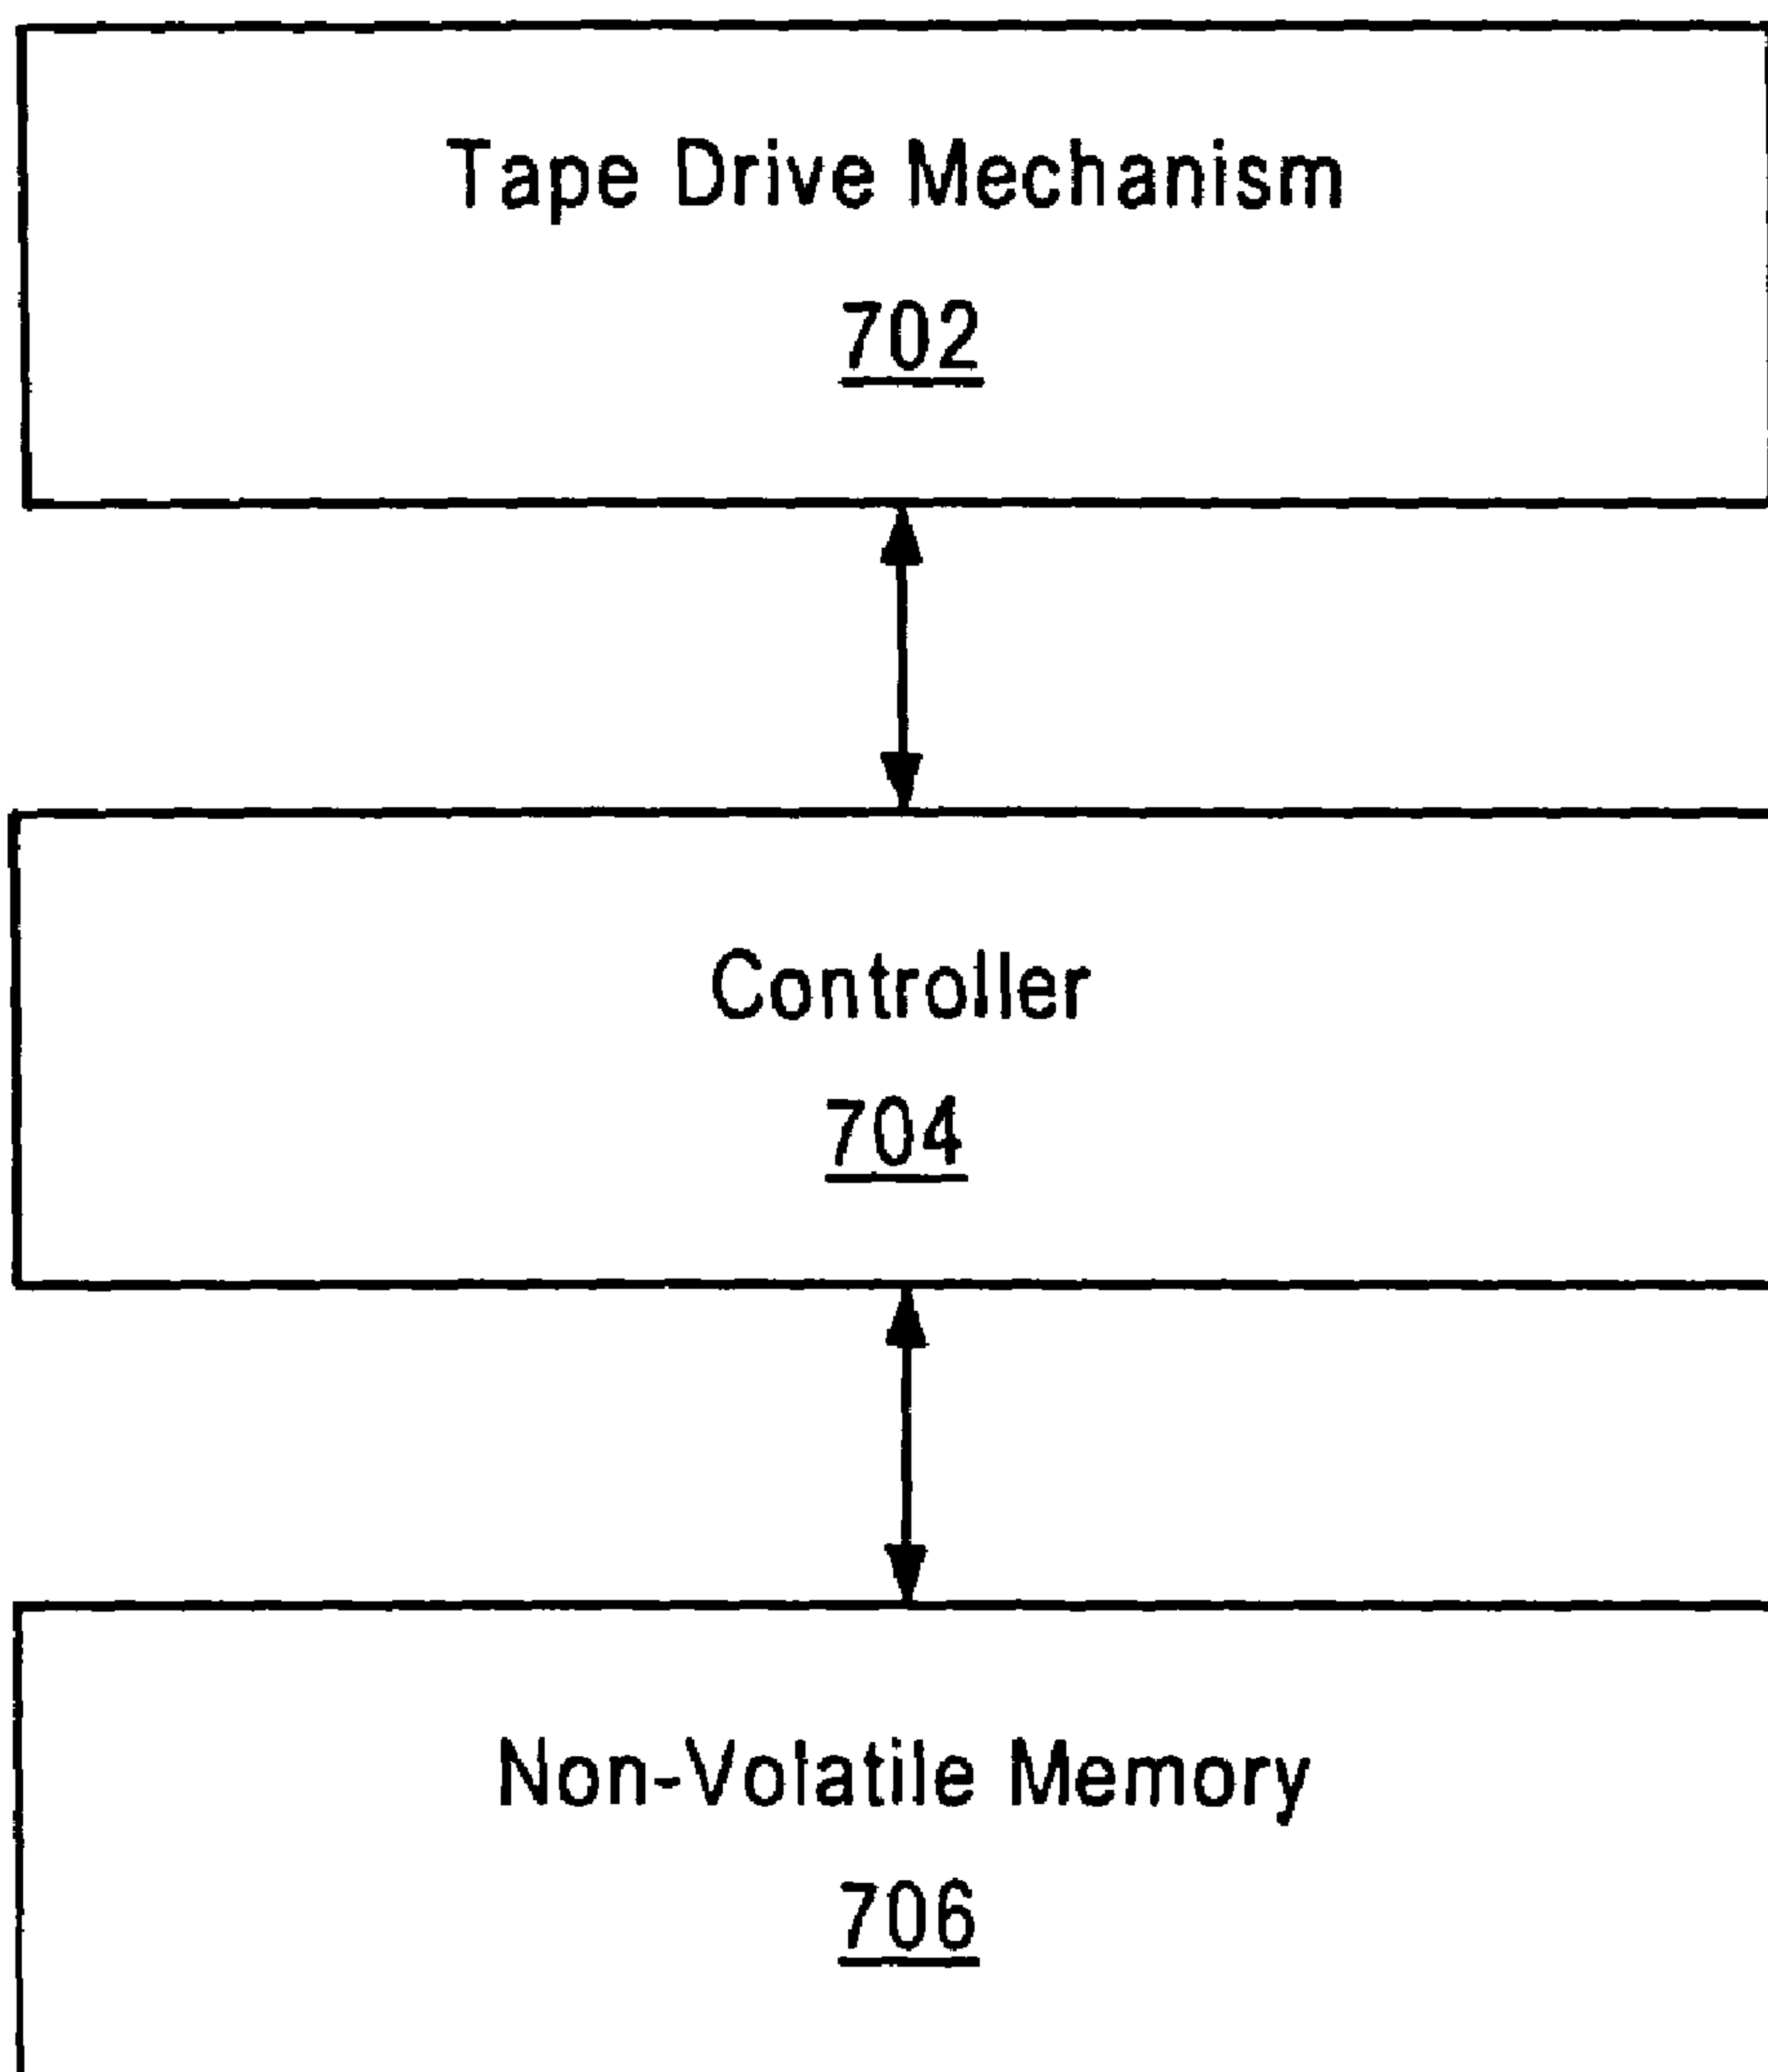 Tape Drive Mechanism
702
Controller
704
Non-Volatile Memory
706